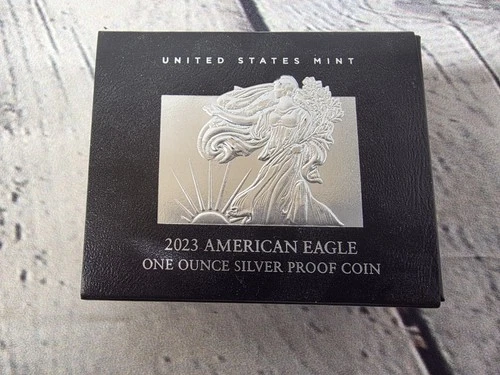 UNITED STATES MINT
2023 AMERICAN EAGLE
ONE OUNCE SILVER PROOF COIN